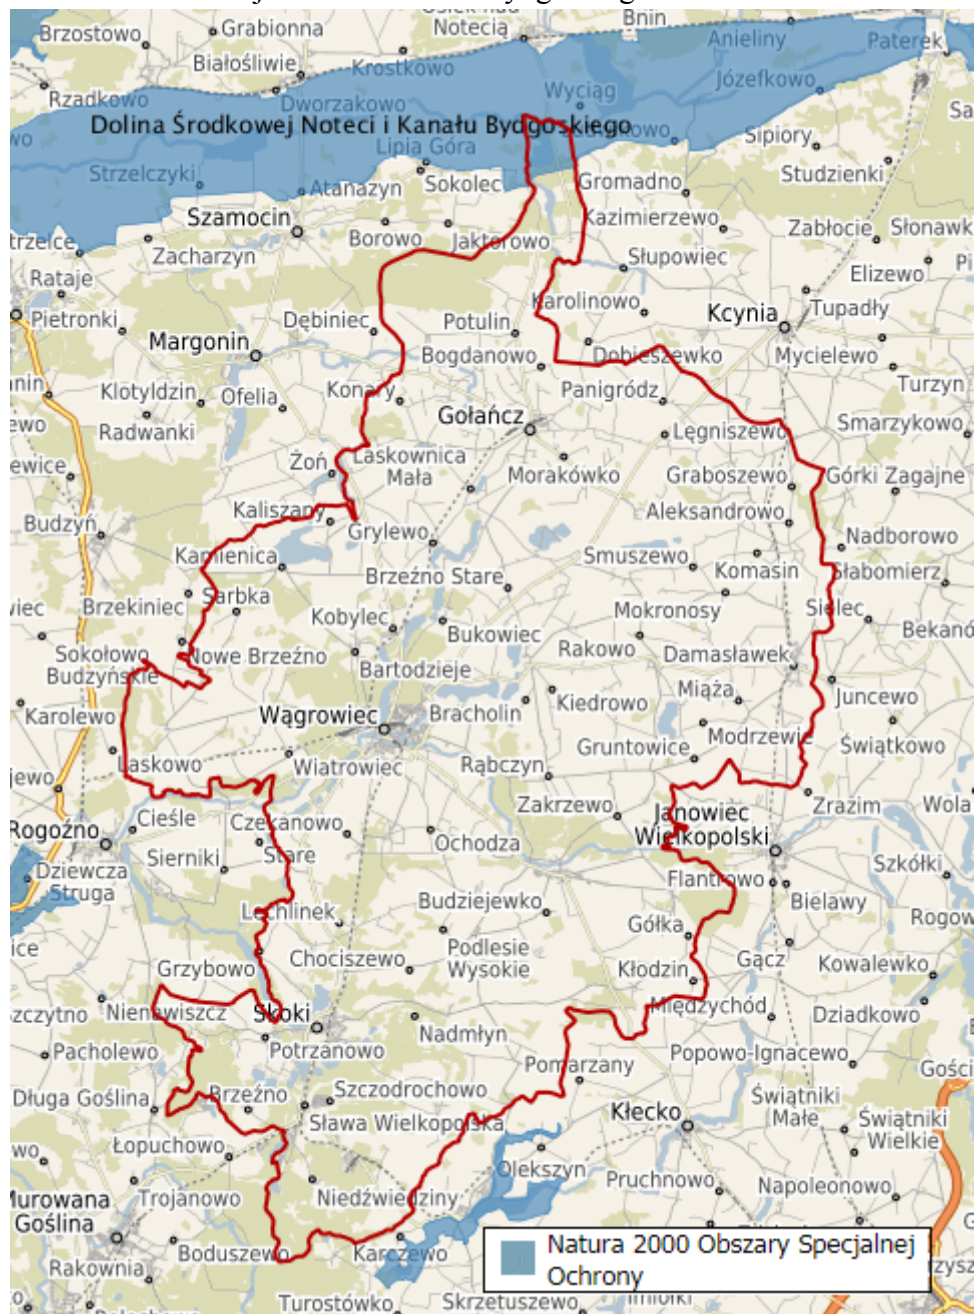 Brzostowo
Grabionna
Notecią
Bnin
Anieliny
Paterek
Białośliwie
Krostkowo
Józefkowo
Rzadkowo
Dworzakowo
Wyciąg
Dolina Środkowej Noteci i Kanału Bydgoskiego
Sipiory
Lipia Góra
Strzelczyki
Atanazyn
Sokolec
Gromadno
Studzienki
Szamocin
Kazimierzewo
Borowo
Jaktorowo
Zabłocie
Słonawk
Zacharzyn
Słupowiec
Rataje
Elizewo
Karolinowo
Tupadły
Pietronki
Dębiniec
Potulin
Kcynia
Margonin
Bogdanowo
Dobieszewko
Mycielewo
Klotyldzin
Ofelia
Konary
Panigródz
Turzyn
Radwanki
Gołańcz
Smarzykowo
Łęgniszewo
Żoń
Laskownica
Mała
Morakówko
Graboszewo
Górki Zagajne
Budzyń
Kaliszany
Grylewo
Aleksandrowo
Nadborowo
Kamienica
Smuszewo
Komasin
Słabomierz
Brzeźno Stare
Brzekiniec
Sarbka
Kobylec
Mokronosy
Sielec
Bukowiec
Bekano
Sokołowo
Budzyńskie
Nowe Brzeźno
Bartodzieje
Rakowo
Damasławek
Karolewo
Wągrowiec
Bracholin
Kiedrowo
Miąża
Juncewo
Laskowo
Wiatrowiec
Rąbczyn
Gruntowice
Modrzewie
Świątkowo
Rogoźno
Cieśle
Czekanowo
Zakrzewo
Janowiec
Wielkopolski
Zrazim
Wola
Sierniki
Stare
Ochodza
Szkółki
Dziewcza
Struga
Flantrowo
Bielawy
Lechlinek
Budziejewko
Rogow
Gółka
Grzybowo
Chociszewo
Podlesie
Wysokie
Gącz
Kowalewko
Kłodzin
Szczytno
Nienawiszcz
Skoki
Międzychód
Dziadkowo
Nadmłyn
Pacholewo
Potrzanowo
Pomarzany
Popowo-Ignacewo
Gości
Długa Goślina
Brzeźno
Szczodrochowo
Świątniki
Małe
Kłecko
Świątniki
Wielkie
Łopuchowo
Sława Wielkopolska
Olekszyn
Pruchnowo
Napoleonowo
Murowana
Goślina
Trojanowo
Niedźwiedziny
Rakownia
Boduszewo
Karczewo
Natura 2000 Obszary Specjalnej
Ochrony
Turostówko
Skrzetuszewo